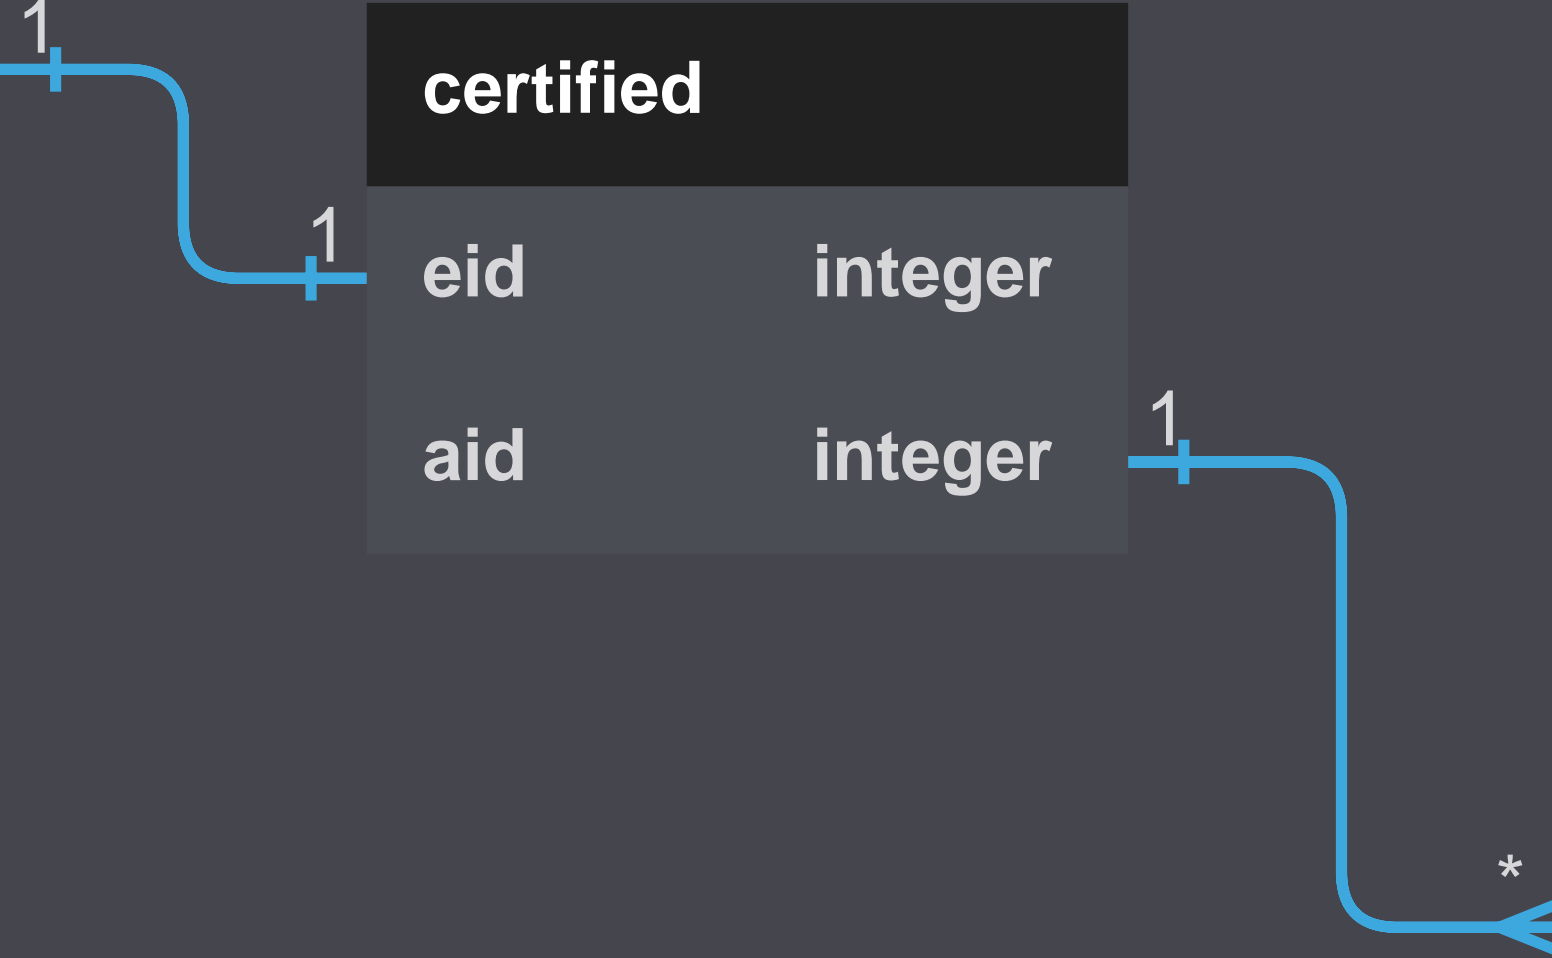 1
certified
1
eid integer
1
aid integer
*